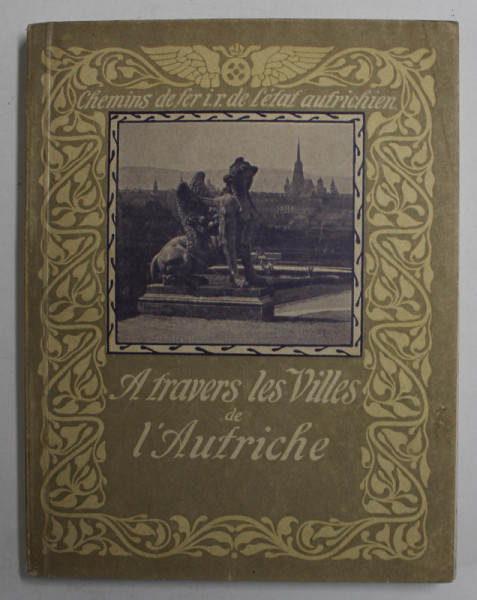 Chemins de fer i.r. de l'état autrichien
A travers les Villes
de
l'Autriche